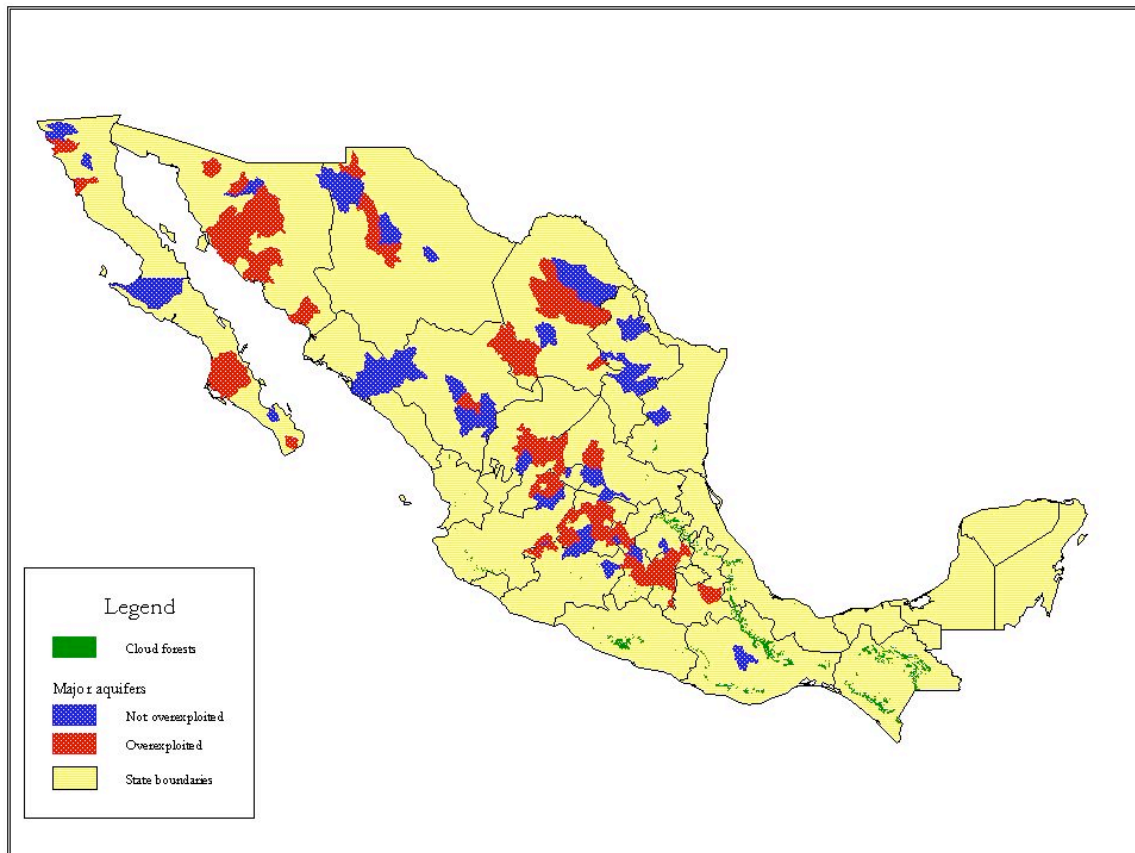 Legend
Cloud forests
Major aquifers
Not overexploited
Overexploited
State boundaries